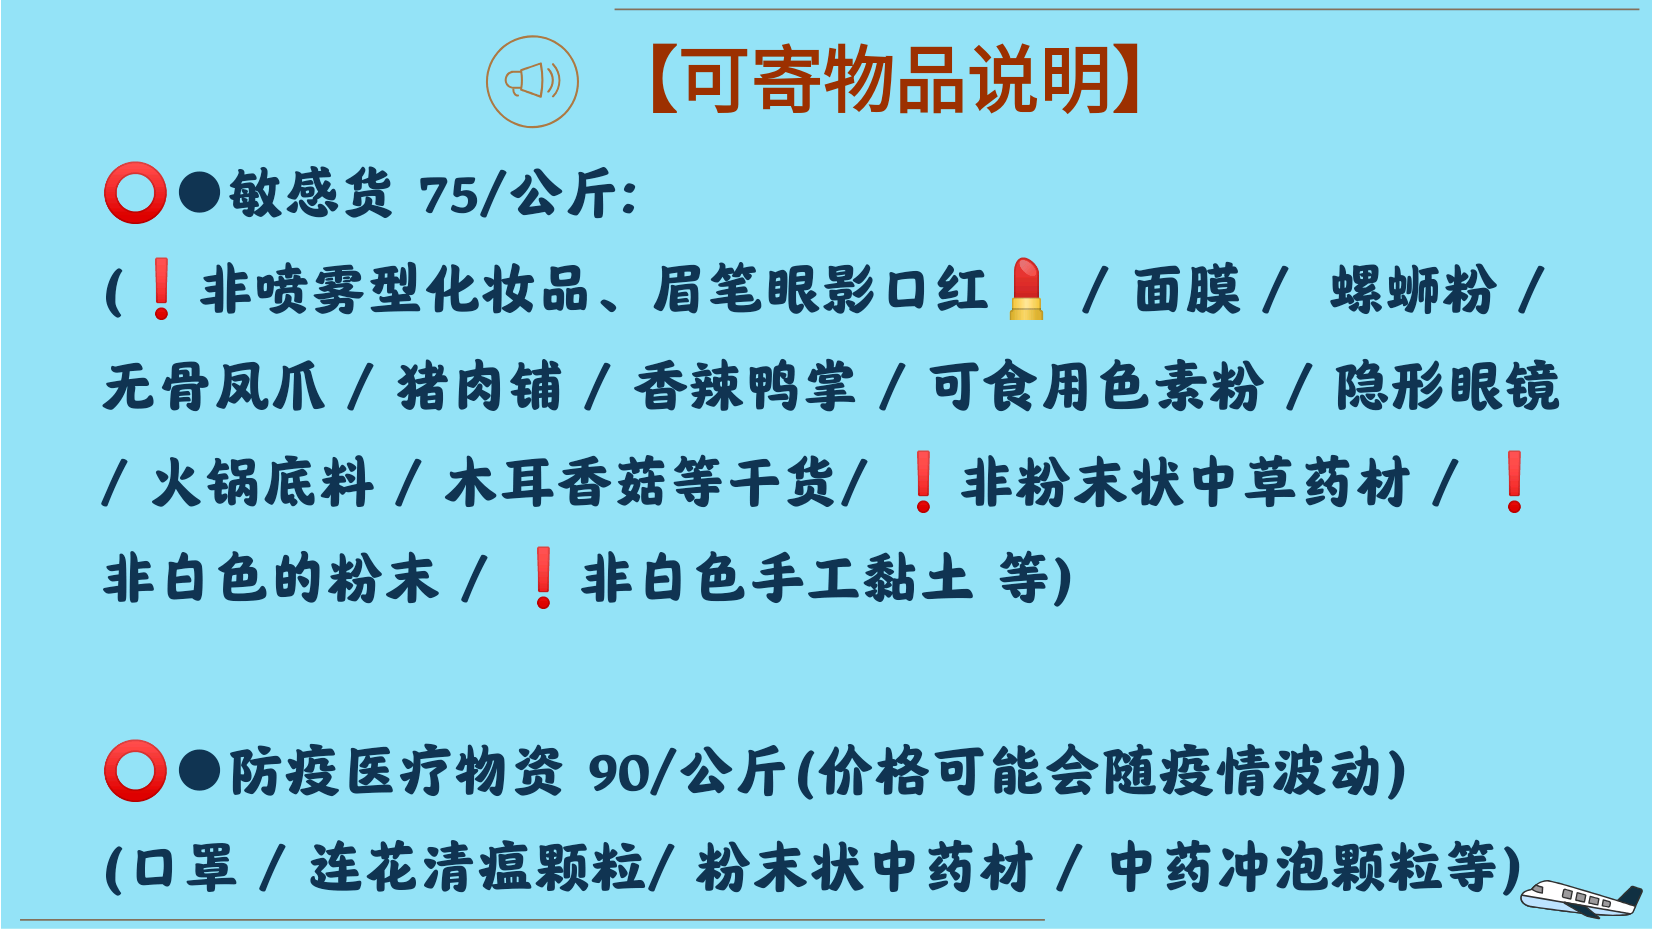 【可寄物品说明】
⭕●敏感货 75/公斤:
(❗非喷雾型化妆品、眉笔眼影口红💄 / 面膜 / 螺蛳粉 /
无骨凤爪 / 猪肉铺 / 香辣鸭掌 / 可食用色素粉 / 隐形眼镜
/ 火锅底料 / 木耳香菇等干货/ ❗非粉末状中草药材 / ❗
非白色的粉末 / ❗非白色手工黏土 等)
⭕●防疫医疗物资 90/公斤(价格可能会随疫情波动)
(口罩 / 连花清瘟颗粒/ 粉末状中药材 / 中药冲泡颗粒等)